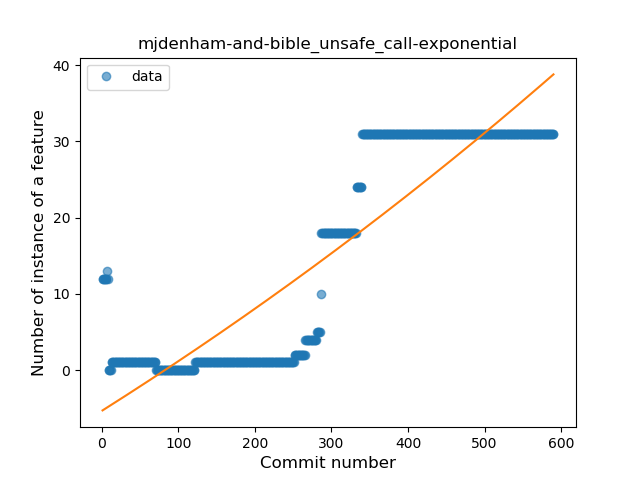 mjdenham-and-bible_unsafe_call-exponential
data
Number of instance of a feature
40
30
20
10
0
0 100 200 300 400 500 600
Commit number